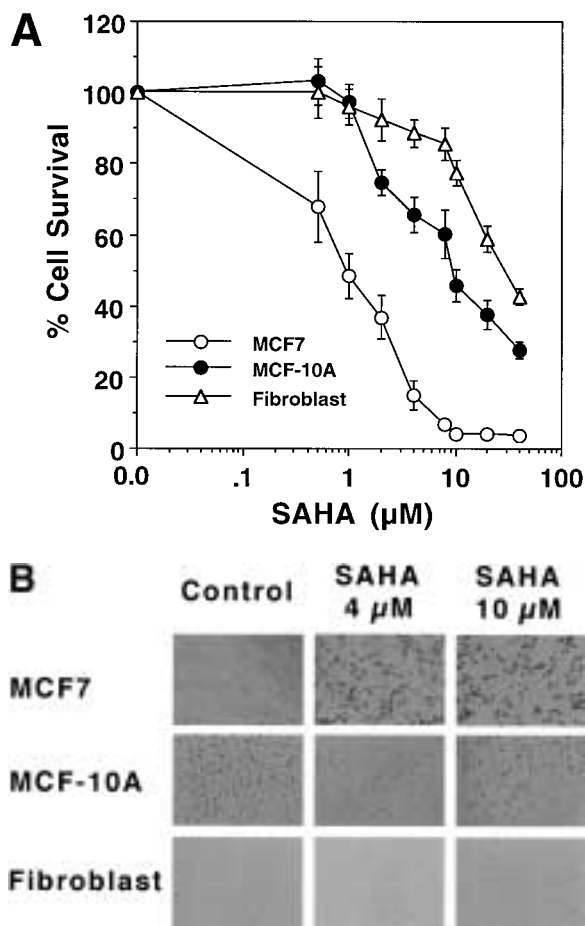 A
120
100
80
60
40
20
0
% Cell Survival
MCF7
MCF-10A
Fibroblast
0.0 .1 1 10 100
SAHA (µM)
B
Control SAHA 4 µM SAHA 10 µM
MCF7
MCF-10A
Fibroblast